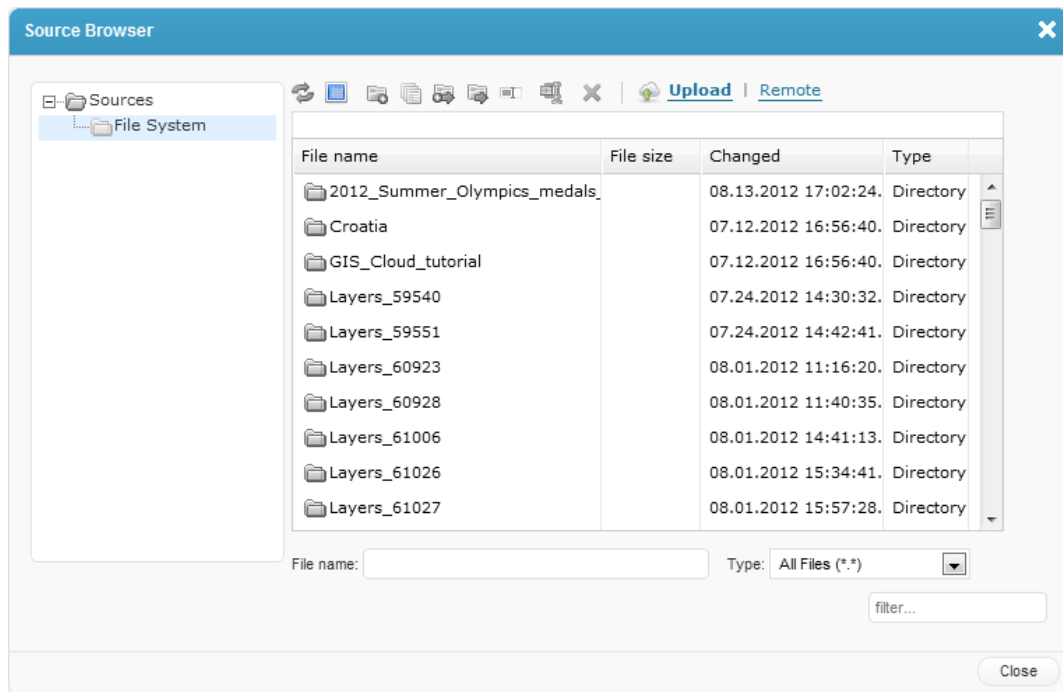 Source Browser
Sources
File System
Upload | Remote
File name File size Changed Type
2012_Summer_Olympics_medals_ 08.13.2012 17:02:24. Directory
Croatia 07.12.2012 16:56:40. Directory
GIS_Cloud_tutorial 07.12.2012 16:56:40. Directory
Layers_59540 07.24.2012 14:30:32. Directory
Layers_59551 07.24.2012 14:42:41. Directory
Layers_60923 08.01.2012 11:16:20. Directory
Layers_60928 08.01.2012 11:40:35. Directory
Layers_61006 08.01.2012 14:41:13. Directory
Layers_61026 08.01.2012 15:34:41. Directory
Layers_61027 08.01.2012 15:57:28. Directory
File name: Type: All Files (*.*)
filter...
Close